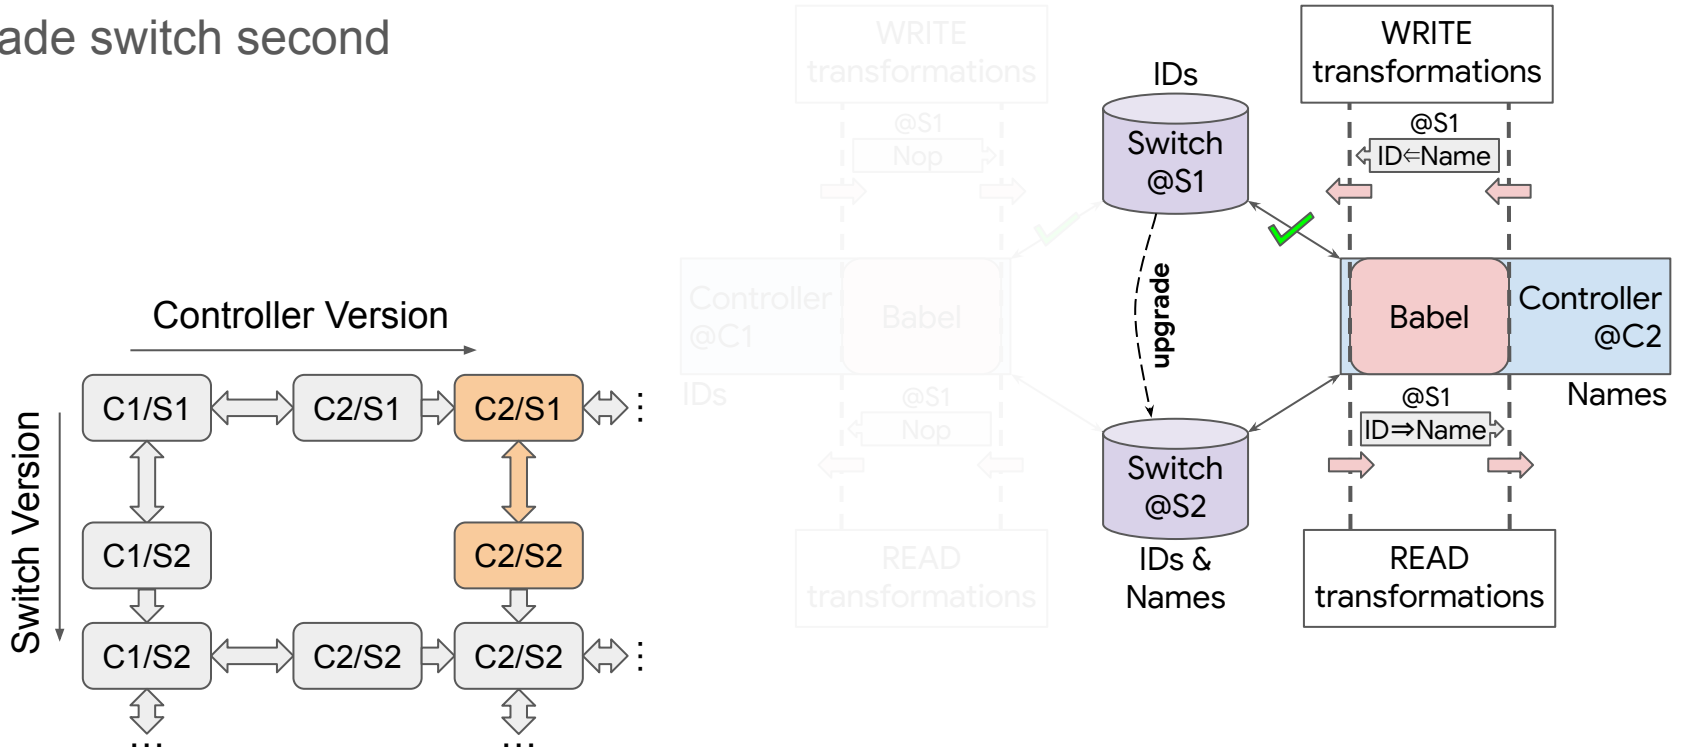 ade switch second
Controller Version
Switch Version
C1/S1
C2/S1
C2/S1
⋮
C1/S2
C2/S2
C1/S2
C2/S2
C2/S2
⋮
...
...
WRITE
transformations
@S1
Nop
Controller
@C1
Babel
IDs
@S1
Nop
READ
transformations
IDs
Switch
@S1
upgrade
Switch
@S2
IDs &
Names
WRITE
transformations
@S1
ID⇐Name
Babel
Controller
@C2
Names
@S1
ID⇒Name
READ
transformations